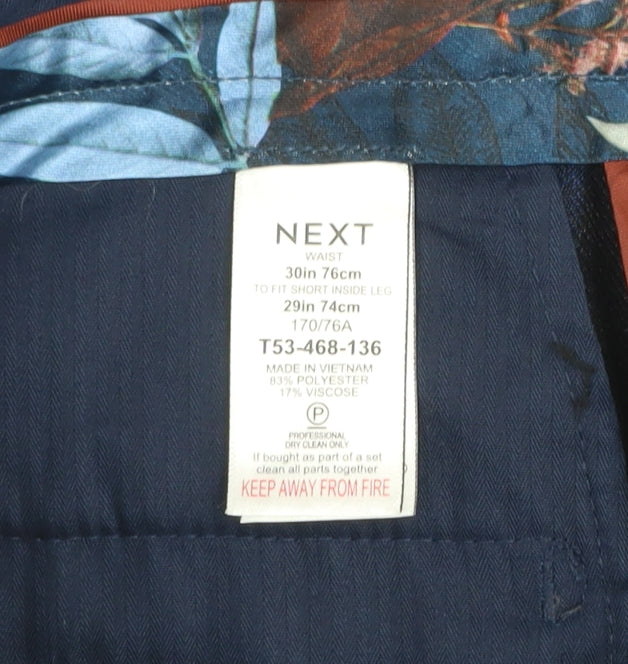 NEXT
WAIST
30in 76cm
TO FIT SHORT INSIDE LEG
29in 74cm
170/76A
T53-468-136
MADE IN VIETNAM
83% POLYESTER
17% VISCOSE
P
PROFESSIONAL
DRY CLEAN ONLY
If bought as part of a set
clean all parts together
KEEP AWAY FROM FIRE